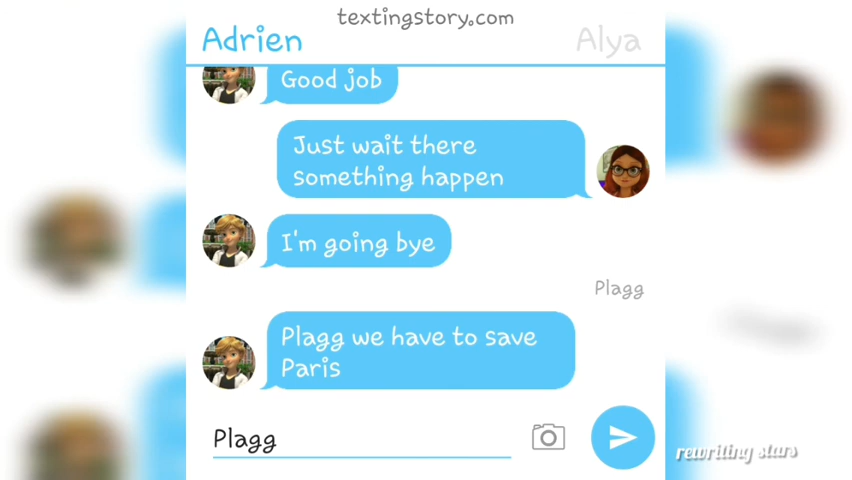 textingstory.com
Adrien
Alya
Good job
Just wait there
something happen
I'm going bye
Plagg
Plagg we have to save
Paris
Plagg
rewriting stars